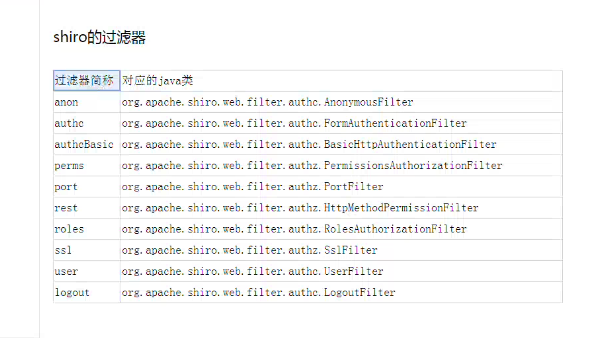 shiro的过滤器
过滤器简称 对应的java类
anon org.apache.shiro.web.filter.authc.AnonymousFilter
authc org.apache.shiro.web.filter.authc.FormAuthenticationFilter
authcBasic org.apache.shiro.web.filter.authc.BasicHttpAuthenticationFilter
perms org.apache.shiro.web.filter.authz.PermissionsAuthorizationFilter
port org.apache.shiro.web.filter.authz.PortFilter
rest org.apache.shiro.web.filter.authz.HttpMethodPermissionFilter
roles org.apache.shiro.web.filter.authz.RolesAuthorizationFilter
ssl org.apache.shiro.web.filter.authz.SslFilter
user org.apache.shiro.web.filter.authc.UserFilter
logout org.apache.shiro.web.filter.authc.LogoutFilter